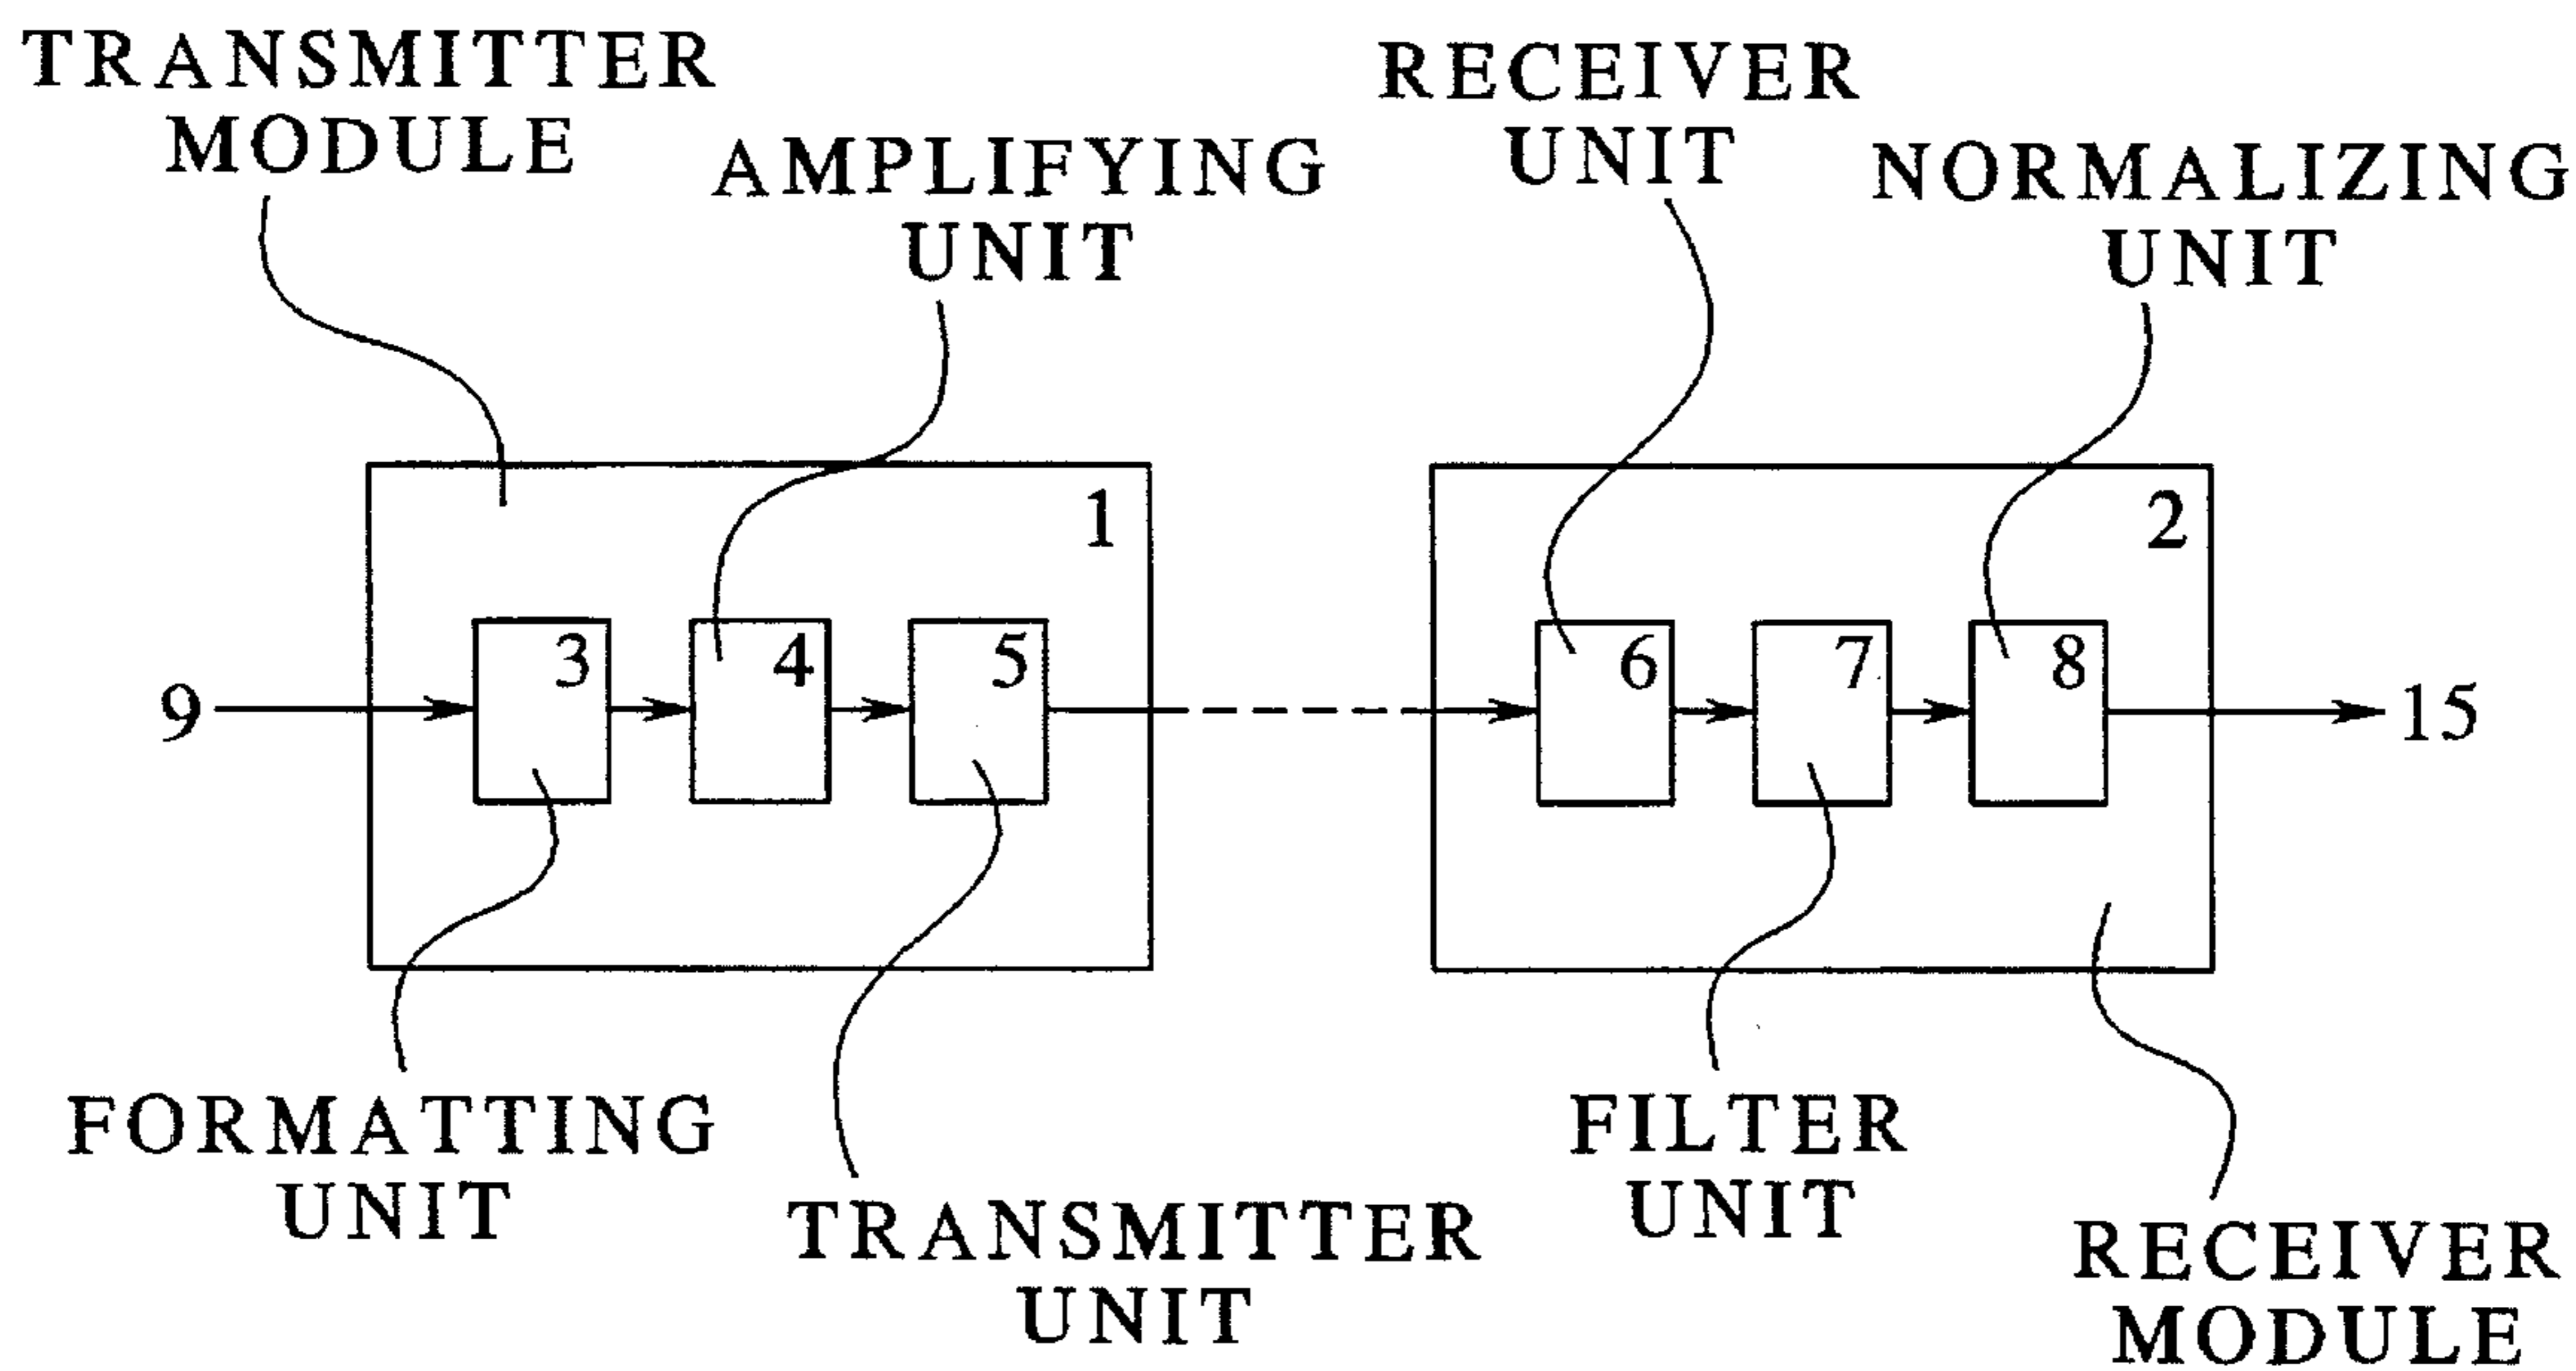 TRANSMITTER
MODULE
AMPLIFYING
UNIT
RECEIVER
UNIT
NORMALIZING
UNIT
1
2
3
4
5
6
7
8
9
15
FORMATTING
UNIT
TRANSMITTER
UNIT
FILTER
UNIT
RECEIVER
MODULE